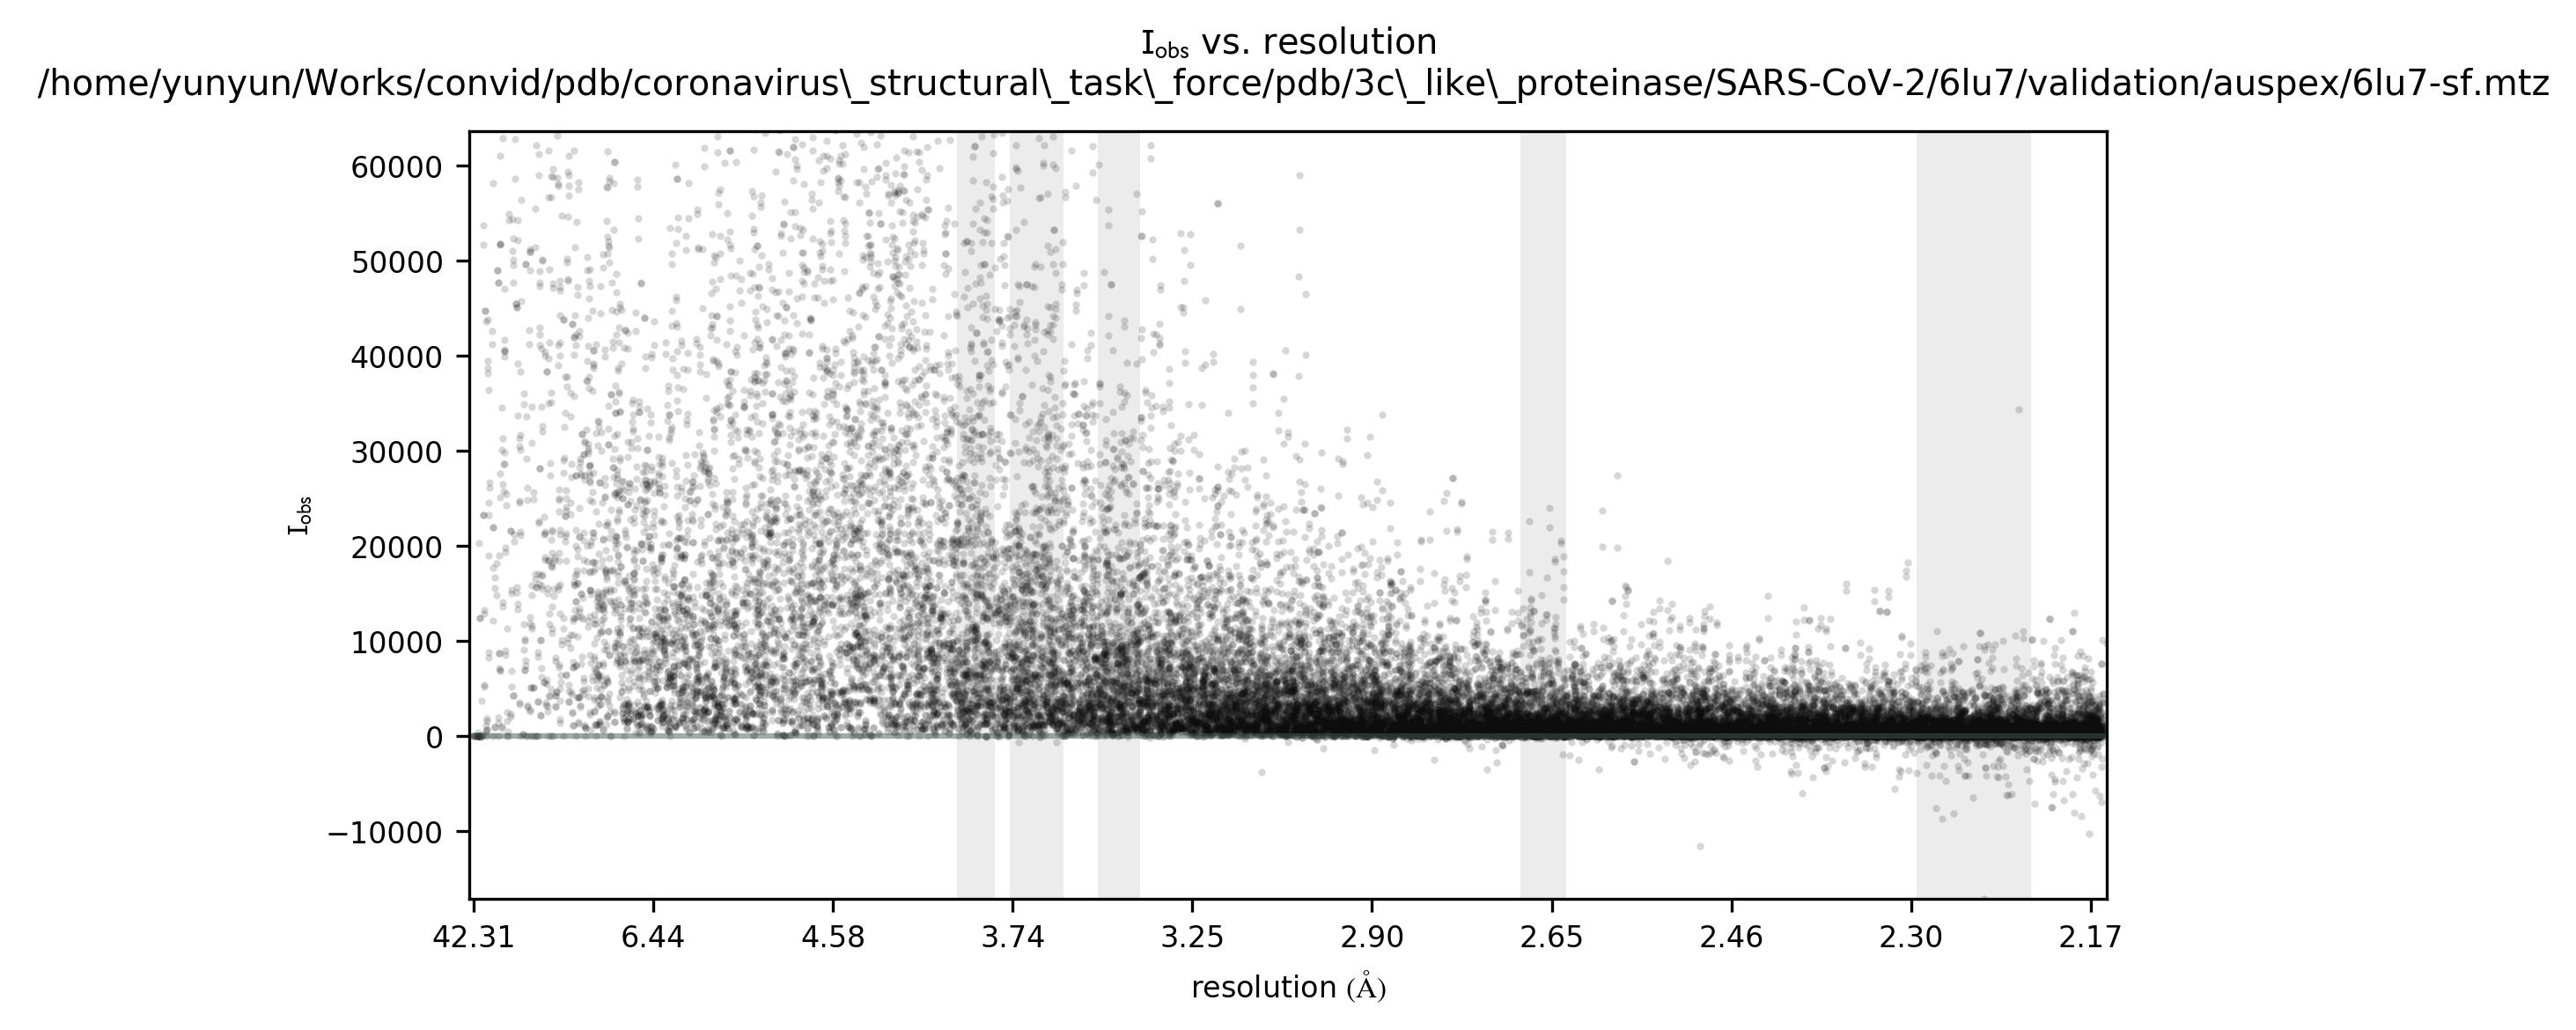 I_obs vs. resolution
/home/yunyun/Works/convid/pdb/coronavirus\_structural\_task\_force/pdb/3c\_like\_proteinase/SARS-CoV-2/6lu7/validation/auspex/6lu7-sf.mtz
60000
50000
40000
30000
20000
10000
0
−10000
I_obs
42.31 6.44 4.58 3.74 3.25 2.90 2.65 2.46 2.30 2.17
resolution (Å)